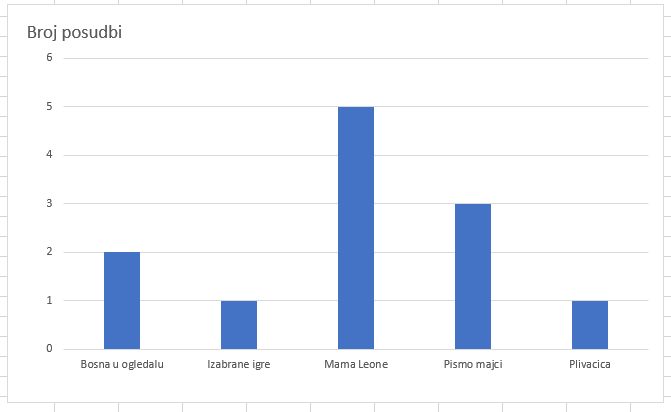 Broj posudbi
6
5
4
3
2
1
0
Bosna u ogledalu
Izabrane igre
Mama Leone
Pismo majci
Plivacica